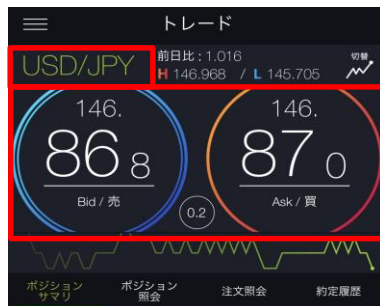 トレード
USD/JPY
前日比 : 1.016
H 146.968 / L 145.705
切替
146.
86 8
Bid / 売
0.2
146.
87 0
Ask / 買
ポジション
サマリ
ポジション
照会
注文照会
約定履歴